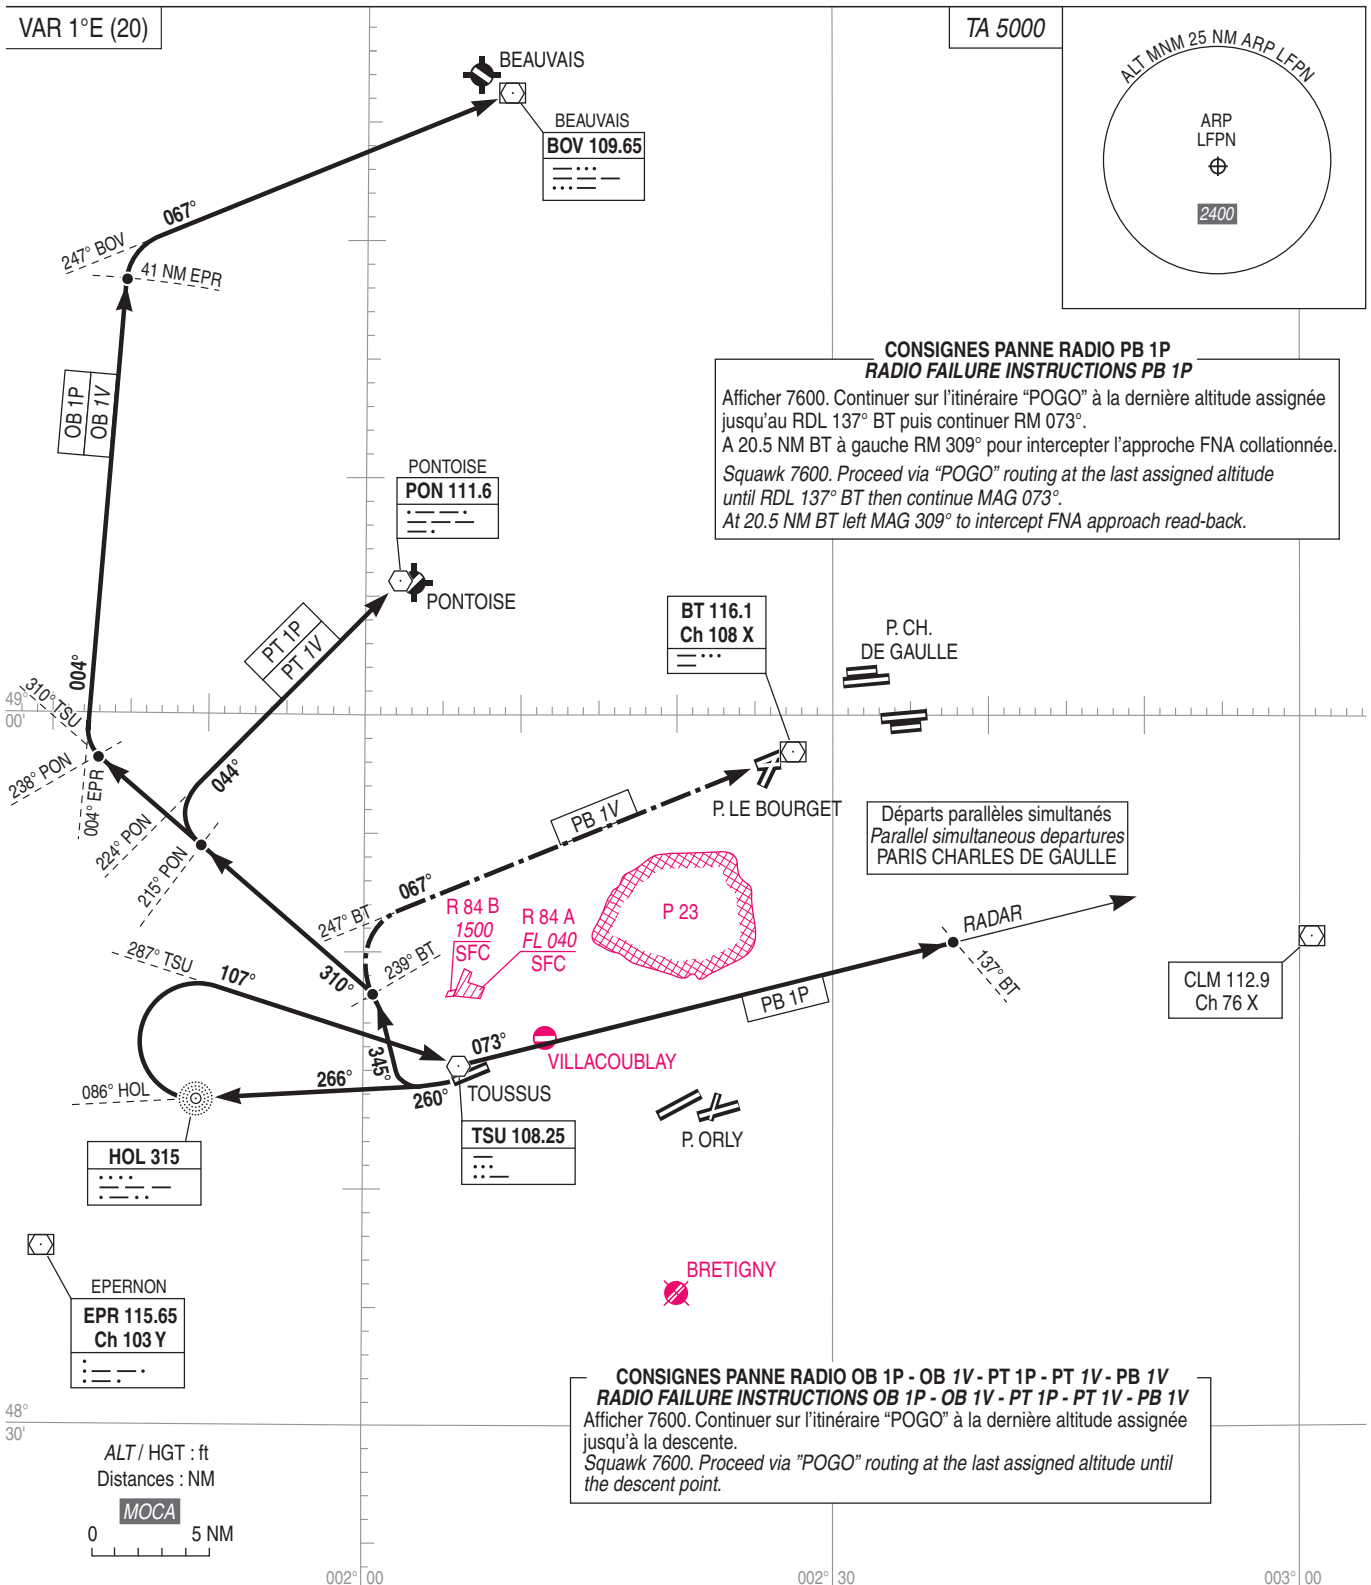 VAR 1°E (20)
TA 5000
ALT MNM 25 NM ARP LFPN
ARP
LFPN
2400
BEAUVAIS
BEAUVAIS
BOV 109.65
067°
247° BOV
41 NM EPR
OB 1P
OB 1V
CONSIGNES PANNE RADIO PB 1P
RADIO FAILURE INSTRUCTIONS PB 1P
Afficher 7600. Continuer sur l'itinéraire “POGO” à la dernière altitude assignée
jusqu'au RDL 137° BT puis continuer RM 073°.
A 20.5 NM BT à gauche RM 309° pour intercepter l'approche FNA collationnée.
Squawk 7600. Proceed via “POGO” routing at the last assigned altitude
until RDL 137° BT then continue MAG 073°.
At 20.5 NM BT left MAG 309° to intercept FNA approach read-back.
PONTOISE
PON 111.6
PONTOISE
PT 1P
PT 1V
BT 116.1
Ch 108 X
P. CH.
DE GAULLE
004°
310° TSU
49°
00'
238° PON
004° EPR
044°
224° PON
215° PON
P. LE BOURGET
PB 1V
Départs parallèles simultanés
Parallel simultaneous departures
PARIS CHARLES DE GAULLE
067°
247° BT
R 84 B
1500
SFC
R 84 A
FL 040
SFC
P 23
RADAR
239° BT
137° BT
287° TSU
107°
310°
CLM 112.9
Ch 76 X
PB 1P
073°
VILLACOUBLAY
345°
266°
260°
086° HOL
TOUSSUS
TSU 108.25
P. ORLY
HOL 315
EPERNON
EPR 115.65
Ch 103 Y
BRETIGNY
CONSIGNES PANNE RADIO OB 1P - OB 1V - PT 1P - PT 1V - PB 1V
RADIO FAILURE INSTRUCTIONS OB 1P - OB 1V - PT 1P - PT 1V - PB 1V
Afficher 7600. Continuer sur l'itinéraire “POGO” à la dernière altitude assignée
jusqu'à la descente.
Squawk 7600. Proceed via ”POGO” routing at the last assigned altitude until
the descent point.
48°
30'
ALT / HGT : ft
Distances : NM
MOCA
0 5 NM
002° 00
002° 30
003° 00